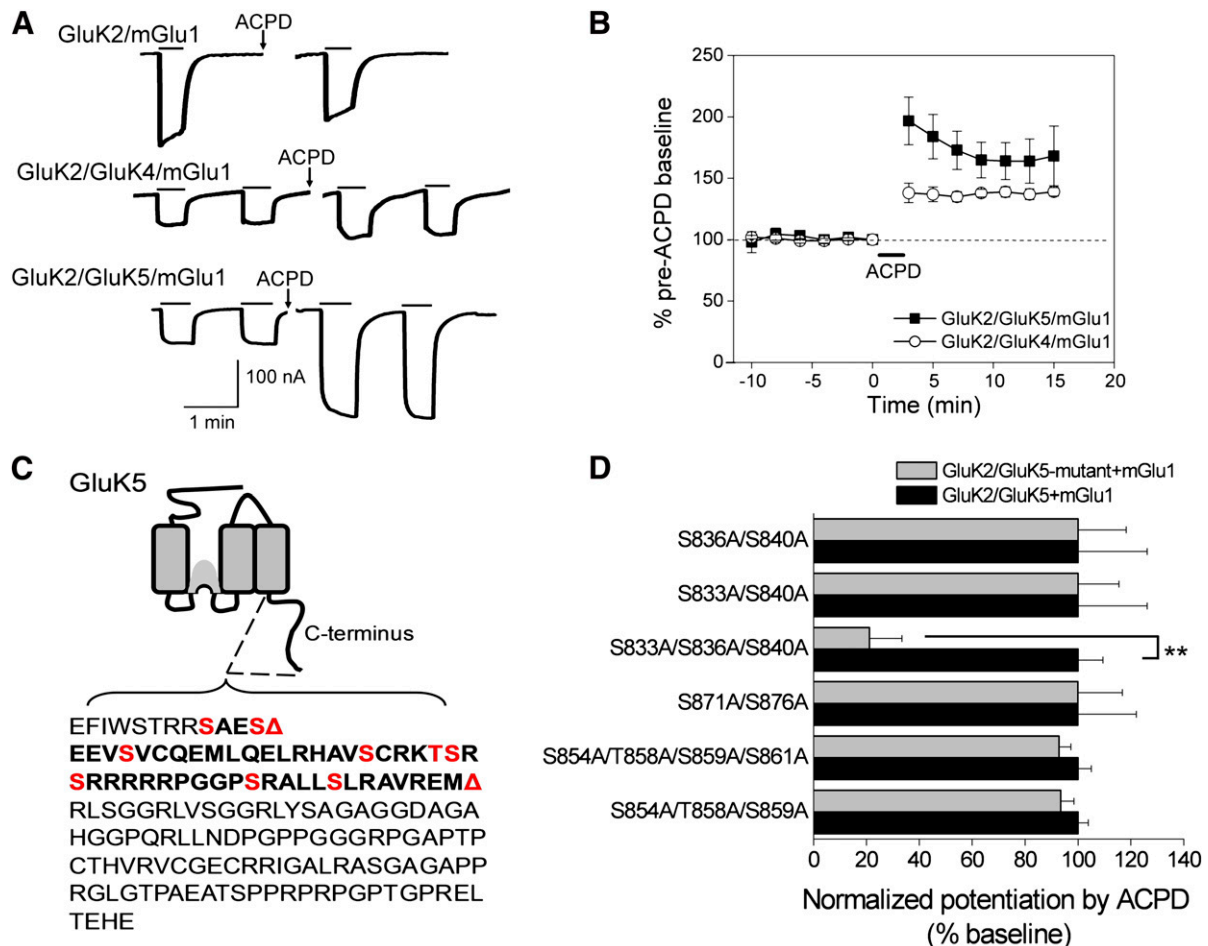 A
GluK2/mGlu1
ACPD
GluK2/GluK4/mGlu1
ACPD
GluK2/GluK5/mGlu1
ACPD
100 nA
1 min
B
% pre-ACPD baseline
250
200
150
100
50
0
ACPD
GluK2/GluK5/mGlu1
GluK2/GluK4/mGlu1
-10
-5
0
5
10
15
20
Time (min)
C
GluK5
C-terminus
EFIWSTRRSAESΔ
EEVSVCQEMLQELRHAVSCRKTSR
SRRRRRPGGPSRALLSLRAVREMΔ
RLSGGRLVSGGRLYSAGAGGDAGA
HGGPQRLLNDPGPPGGGRPGAPTP
CTHVRVCGECRRIGALRASGAGAPP
RGLGTPAEATSPPRPRPGPTGPREL
TEHE
D
GluK2/GluK5-mutant+mGlu1
GluK2/GluK5+mGlu1
S836A/S840A
S833A/S840A
S833A/S836A/S840A
**
S871A/S876A
S854A/T858A/S859A/S861A
S854A/T858A/S859A
0
20
40
60
80
100
120
140
Normalized potentiation by ACPD
(% baseline)